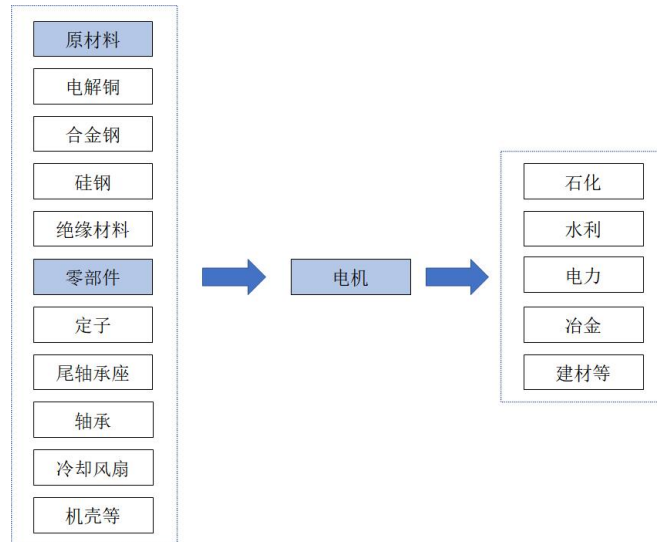 原材料
电解铜
合金钢
硅钢
绝缘材料
零部件
定子
尾轴承座
轴承
冷却风扇
机壳等
电机
石化
水利
电力
冶金
建材等